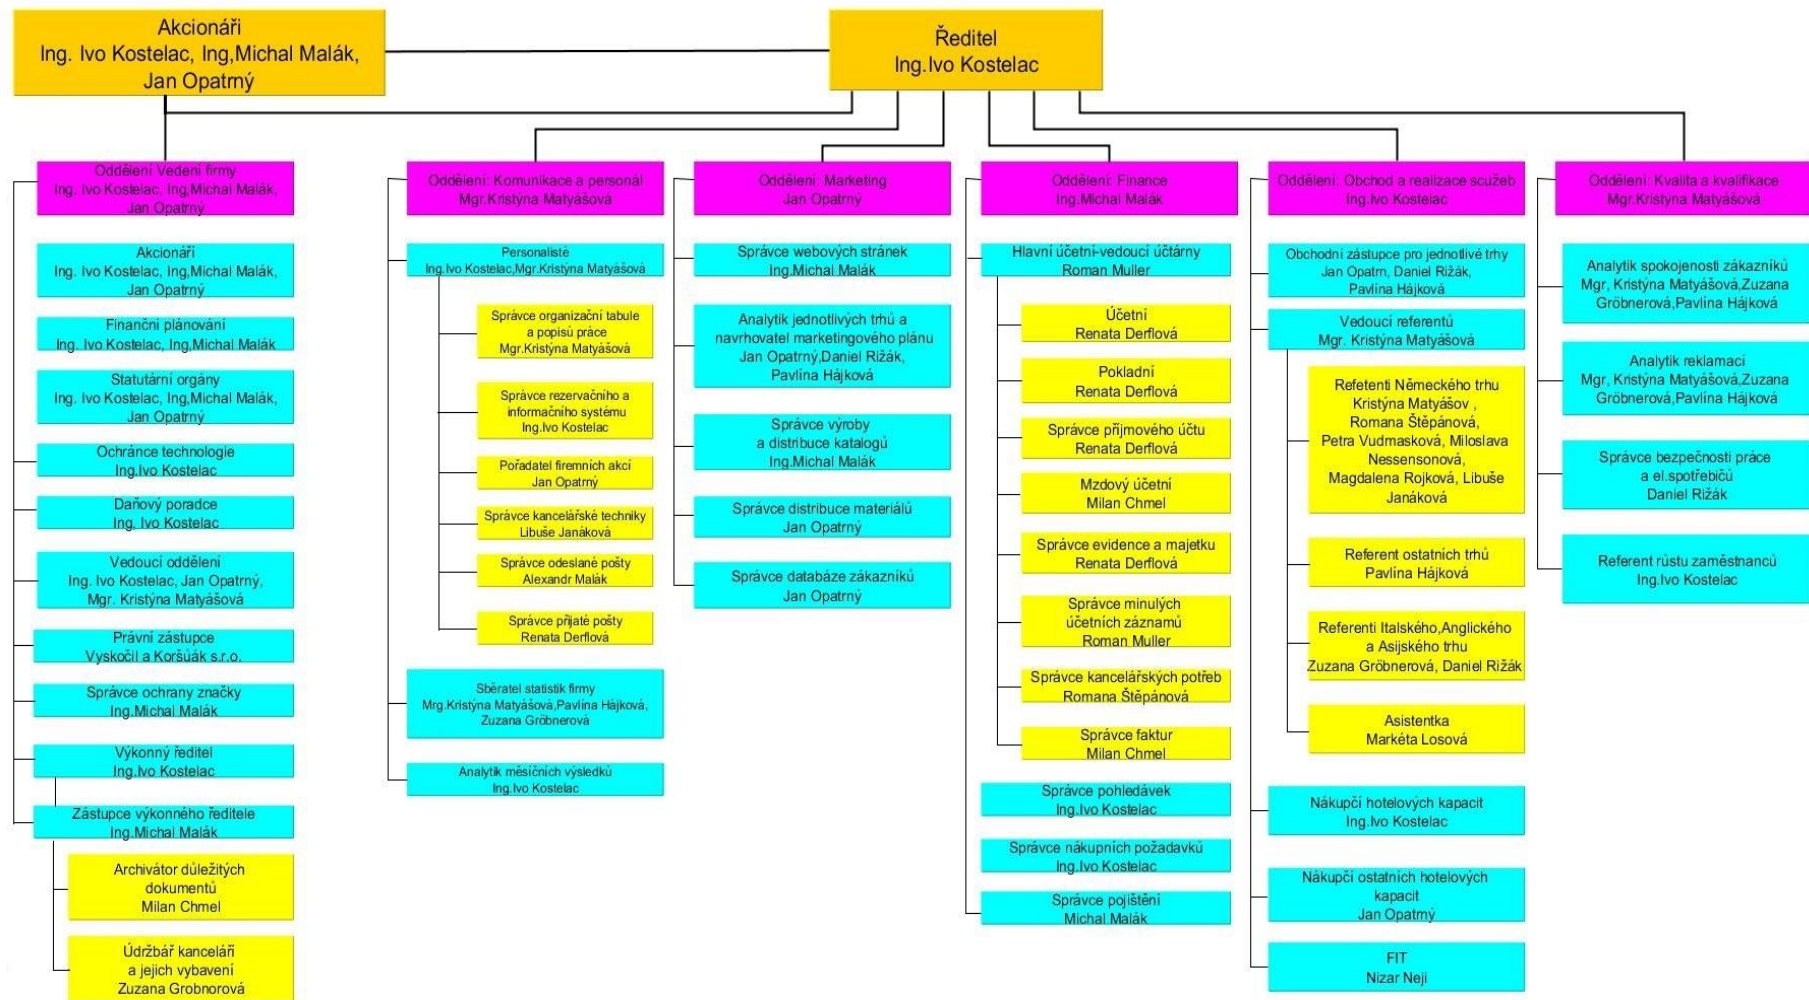 Akcionáři
Ing. Ivo Kostelac, Ing,Michal Malák,
Jan Opatrný
Ředitel
Ing.Ivo Kostelac
Oddělení Vedení firmy
Ing. Ivo Kostelac, Ing,Michal Malák,
Jan Opatrný
Akcionáři
Ing. Ivo Kostelac, Ing,Michal Malák,
Jan Opatrný
Finanční plánování
Ing. Ivo Kostelac, Ing,Michal Malák
Statutární orgány
Ing. Ivo Kostelac, Ing,Michal Malák,
Jan Opatrný
Ochránce technologie
Ing.Ivo Kostelac
Daňový poradce
Ing, Ivo Kostelac
Vedoucí oddělení
Ing. Ivo Kostelac, Jan Opatrný,
Mgr. Kristýna Matyášová
Právní zástupce
Vyskočil a Koršúák s.r.o.
Správce ochrany značky
Ing.Michal Malák
Výkonný ředitel
Ing.Ivo Kostelac
Zástupce výkonného ředitele
Ing.Michal Malák
Archivátor důležitých
dokumentů
Milan Chmel
Údržbář kanceláří
a jejich vybavení
Zuzana Grobnorová
Oddělení: Komunikace a personál
Mgr.Kristýna Matyášová
Personalisté
Ing.Ivo Kostelac,Mgr.Kristýna Matyášová
Správce organizační tabule
a popisů práce
Mgr.Kristýna Matyášová
Správce rezervačního a
informačního systému
Ing.Ivo Kostelac
Pořadatel firemních akcí
Jan Opatrný
Správce kancelářské techniky
Libuše Janáková
Správce odeslané pošty
Alexandr Malák
Správce přijaté pošty
Renata Derflová
Sběratel statistik firmy
Mrg.Kristýna Matyášová,Pavlína Hájková,
Zuzana Gröbnerová
Analytik měsíčních výsledků
Ing.Ivo Kostelac
Oddělení: Marketing
Jan Opatrný
Správce webových stránek
Ing.Michal Malák
Analytik jednotlivých trhů a
navrhovatel marketingového plánu
Jan Opatrný,Daniel Rižák,
Pavlína Hájková
Správce výroby
a distribuce katalogů
Ing.Michal Malák
Správce distribuce materiálů
Jan Opatrný
Správce databáze zákazníků
Jan Opatrný
Oddělení: Finance
Ing.Michal Malák
Hlavní účetní-vedoucí účtárny
Roman Muller
Účetní
Renata Derflová
Pokladní
Renata Derflová
Správce příjmového účtu
Renata Derflová
Mzdový účetní
Milan Chmel
Správce evidence a majetku
Renata Derflová
Správce minulých
účetních záznamů
Roman Muller
Správce kancelářských potřeb
Romana Štěpánová
Správce faktur
Milan Chmel
Správce pohledávek
Ing.Ivo Kostelac
Správce nákupních požadavků
Ing.Ivo Kostelac
Správce pojištění
Michal Malák
Oddělení: Obchod a realizace scužeb
Ing.Ivo Kostelac
Obchodní zástupce pro jednotlivé trhy
Jan Opatrn, Daniel Rižák,
Pavlína Hájková
Vedoucí referentů
Mgr. Kristýna Matyášová
Refetenti Německého trhu
Kristýna Matyášov ,
Romana Štěpánová,
Petra Vudmasková, Miloslava
Nessensonová,
Magdalena Rojková, Libuše
Janáková
Referent ostatních trhů
Pavlína Hájková
Referenti Italského,Anglického
a Asijského trhu
Zuzana Gröbnerová, Daniel Rižák
Asistentka
Markéta Losová
Nákupčí hotelových kapacit
Ing.Ivo Kostelac
Nákupčí ostatních hotelových
kapacit
Jan Opatrný
FIT
Nizar Neji
Oddělení: Kvalita a kvalifikace
Mgr.Kristýna Matyášová
Analytik spokojenosti zákazníků
Mgr, Kristýna Matyášová,Zuzana
Gröbnerová,Pavlína Hájková
Analytik reklamací
Mgr, Kristýna Matyášová,Zuzana
Gröbnerová,Pavlína Hájková
Správce bezpečnosti práce
a el.spotřebičů
Daniel Rižák
Referent růstu zaměstnanců
Ing.Ivo Kostelac